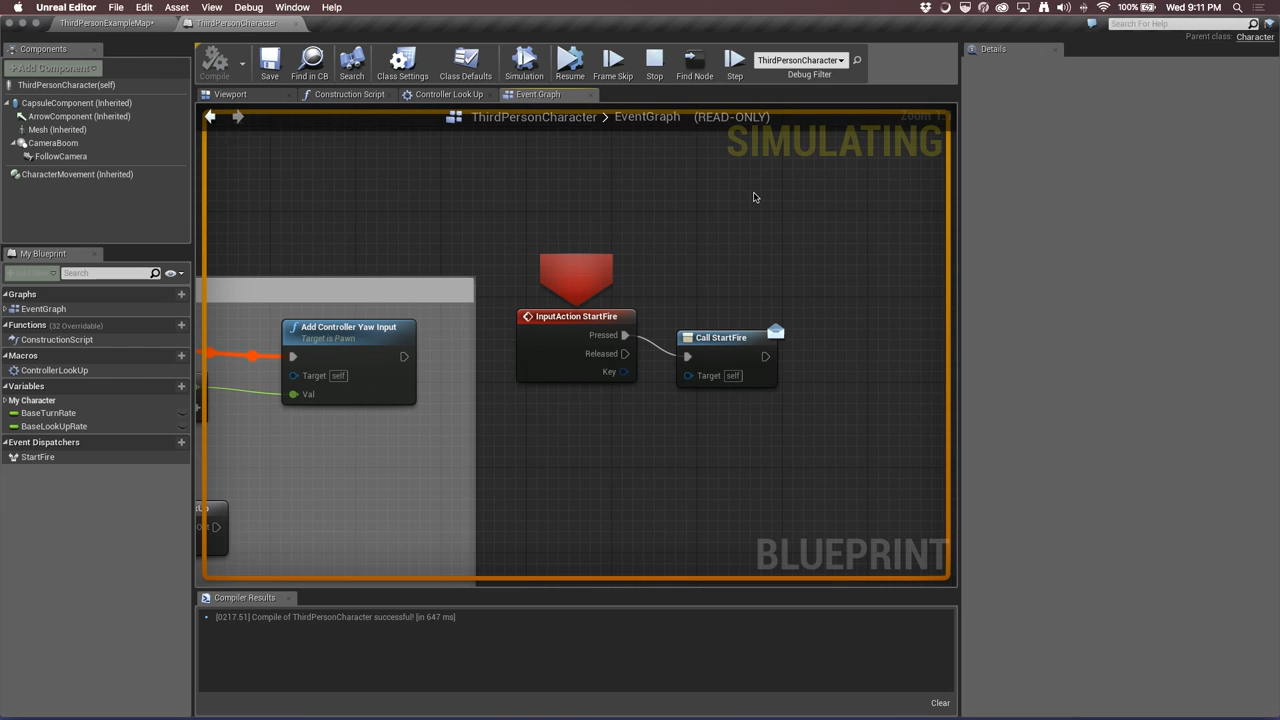 Unreal Editor File Edit Asset View Debug Window Help 100% Wed 9:11 PM
ThirdPersonExampleMap* ThirdPersonCharacter Search For Help
Parent class: Character
Components
+Add Component
ThirdPersonCharacter(self)
CapsuleComponent (Inherited)
ArrowComponent (Inherited)
Mesh (Inherited)
CameraBoom
FollowCamera
CharacterMovement (Inherited)
Compile Save Find in CB Search Class Settings Class Defaults Simulation Resume Frame Skip Stop Find Node Step
ThirdPersonCharacter
Debug Filter
Details
Viewport Construction Script Controller Look Up Event Graph
ThirdPersonCharacter > EventGraph (READ-ONLY)
SIMULATING
Add Controller Yaw Input
Target is Pawn
Target self
Val
InputAction StartFire
Pressed
Released
Key
Call StartFire
Target self
BLUEPRINT
My Blueprint
+Add New Search
Graphs
EventGraph
Functions (32 Overridable)
ConstructionScript
Macros
ControllerLookUp
Variables
My Character
BaseTurnRate
BaseLookUpRate
Event Dispatchers
StartFire
Compiler Results
[0217.51] Compile of ThirdPersonCharacter successful! [in 647 ms]
Clear